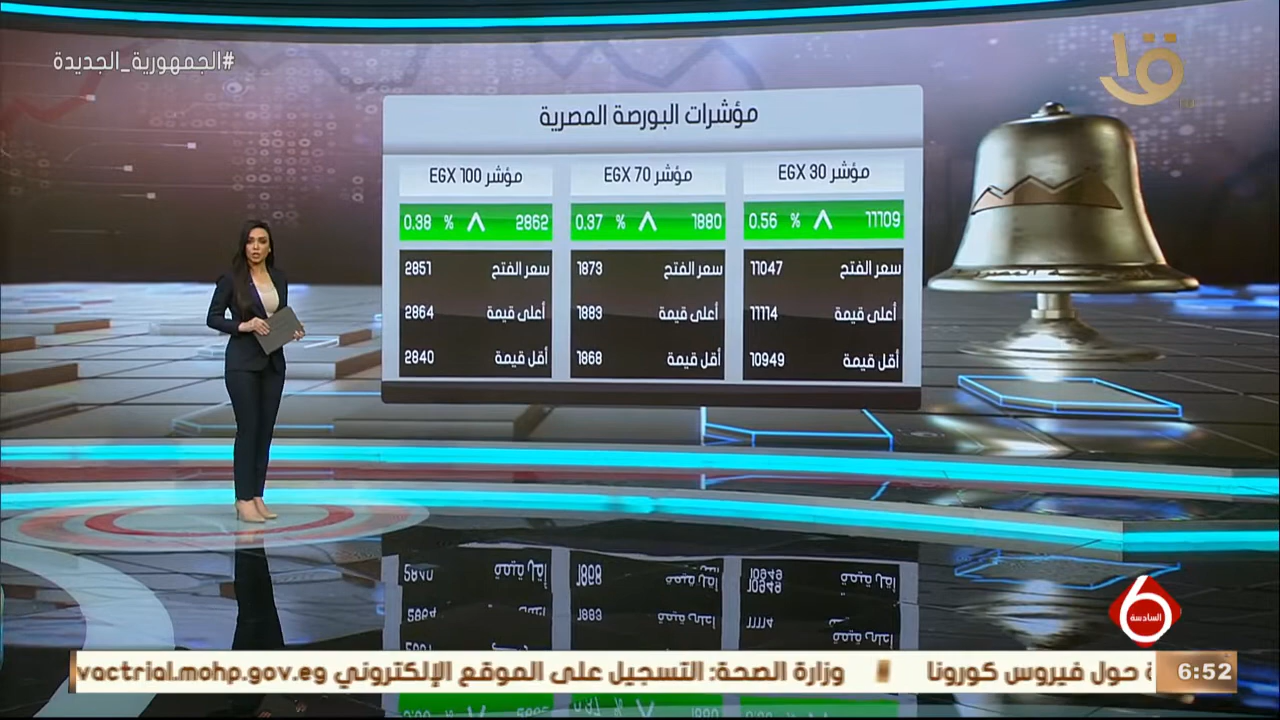 #الجمهورية_الجديدة
مؤشرات البورصة المصرية
مؤشر EGX 30
11109 % 0.56
سعر الفتح 11047
أعلى قيمة 11114
أقل قيمة 10949
مؤشر EGX 70
1880 % 0.37
سعر الفتح 1873
أعلى قيمة 1883
أقل قيمة 1868
مؤشر EGX 100
2862 % 0.38
سعر الفتح 2851
أعلى قيمة 2864
أقل قيمة 2840
6
السادسة
حول فيروس كورونا
وزارة الصحة: التسجيل على الموقع الإلكتروني vactrial.mohp.gov.eg
6:52